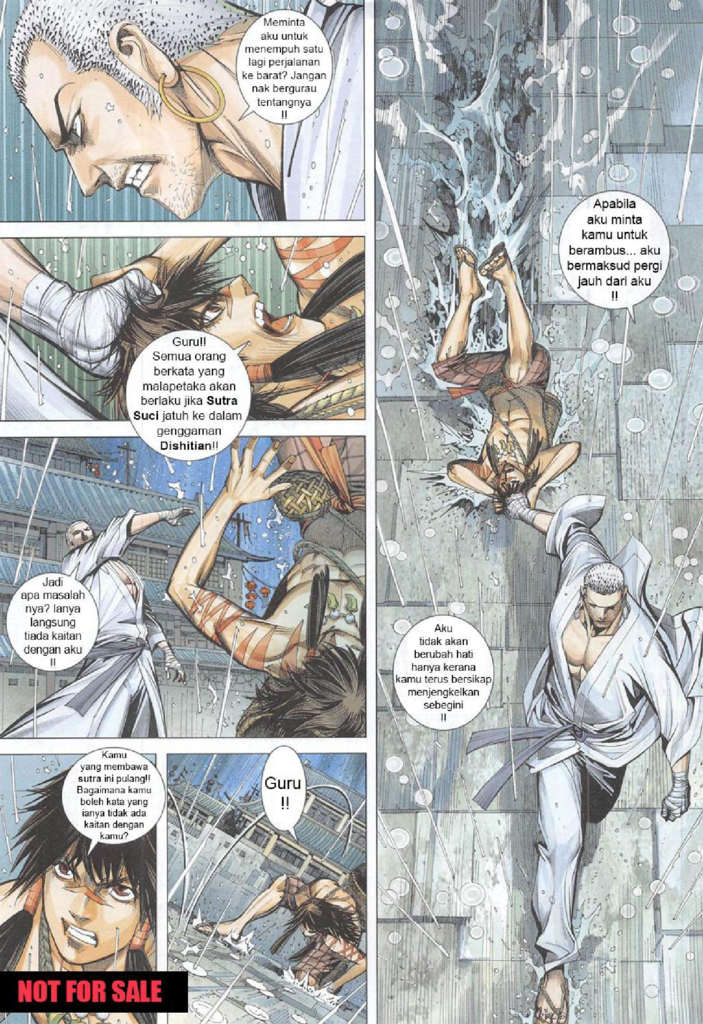 Meminta
aku untuk
menempuh satu
lagi perjalanan
ke barat? Jangan
nak bergurau
tentangnya
!!
Guru!!
Semua orang
berkata yang
malapetaka akan
berlaku jika Sutra
Suci jatuh ke dalam
genggaman
Dishitian!!
Jadi
apa masalah
nya? Ianya
langsung
tiada kaitan
dengan aku
!!
Kamu
yang membawa
sutra ini pulang!!
Bagaimana kamu
boleh kata yang
ianya tidak ada
kaitan dengan
kamu?
Guru
!!
Apabila
aku minta
kamu untuk
berambus... aku
bermaksud pergi
jauh dari aku
!!
Aku
tidak akan
berubah hati
hanya kerana
kamu terus bersikap
menjengkelkan
sebegini
!!
NOT FOR SALE